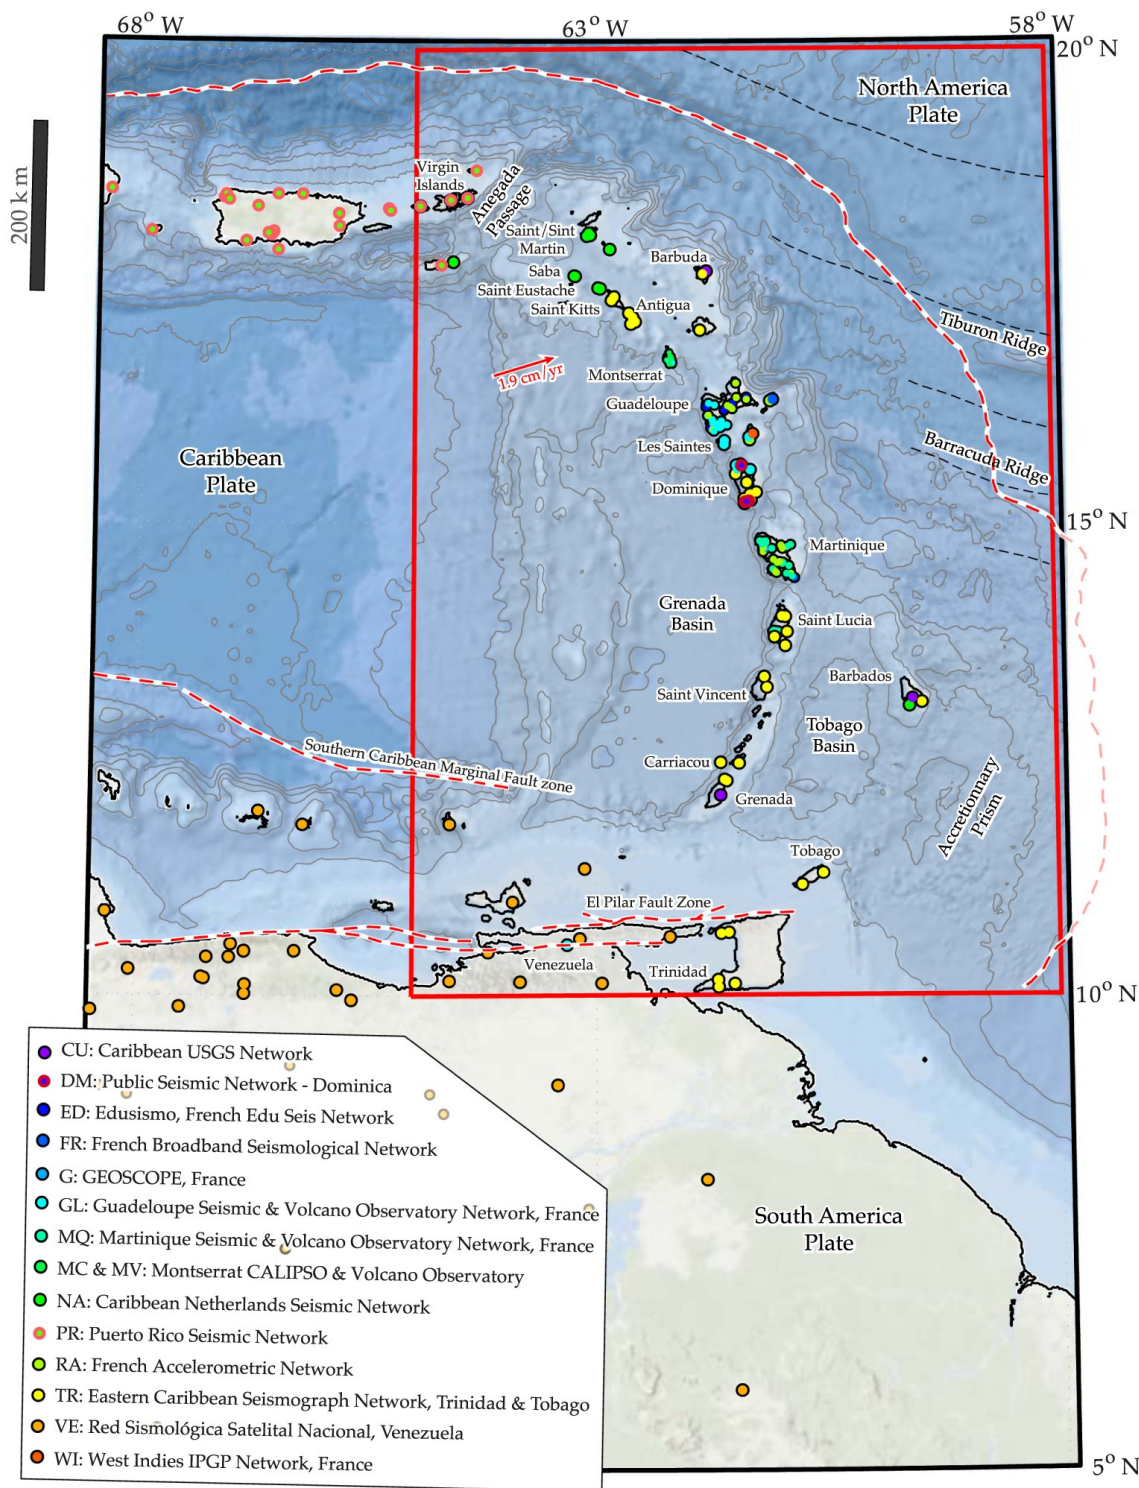 68° W
63° W
58° W
20° N
North America
Plate
200 km
Virgin
Islands
Anegada
Passage
Saint/Sint
Martin
Barbuda
Saba
Saint Eustache
Saint Kitts
Antigua
Tiburon Ridge
1.9 cm/yr
Montserrat
Guadeloupe
Les Saintes
Barracuda Ridge
Caribbean
Plate
Dominique
15° N
Martinique
Grenada
Basin
Saint Lucia
Barbados
Saint Vincent
Tobago
Basin
Southern Caribbean Marginal Fault zone
Carriacou
Grenada
Accretionnary
Prism
Tobago
El Pilar Fault Zone
Venezuela
Trinidad
10° N
CU: Caribbean USGS Network
DM: Public Seismic Network - Dominica
ED: Edusismo, French Edu Seis Network
FR: French Broadband Seismological Network
G: GEOSCOPE, France
GL: Guadeloupe Seismic & Volcano Observatory Network, France
MQ: Martinique Seismic & Volcano Observatory Network, France
MC & MV: Montserrat CALIPSO & Volcano Observatory
NA: Caribbean Netherlands Seismic Network
PR: Puerto Rico Seismic Network
RA: French Accelerometric Network
TR: Eastern Caribbean Seismograph Network, Trinidad & Tobago
VE: Red Sismológica Satelital Nacional, Venezuela
WI: West Indies IPGP Network, France
South America
Plate
5° N